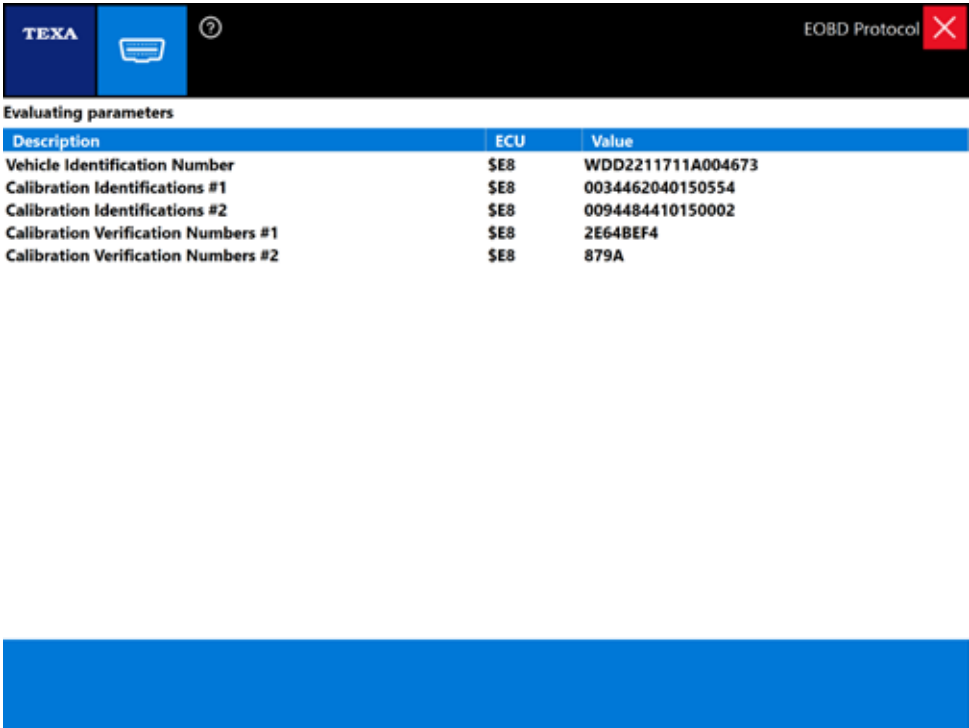 TEXA
?
EOBD Protocol
Evaluating parameters
Description ECU Value
Vehicle Identification Number $E8 WDD2211711A004673
Calibration Identifications #1 $E8 0034462040150554
Calibration Identifications #2 $E8 0094484410150002
Calibration Verification Numbers #1 $E8 2E64BEF4
Calibration Verification Numbers #2 $E8 879A